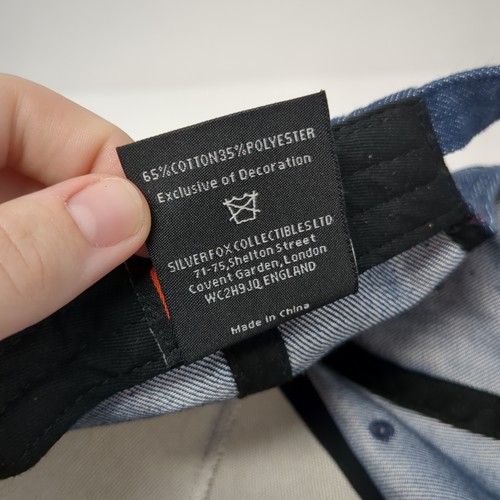 65%COTTON35%POLYESTER
Exclusive of Decoration
SILVERFOX COLLECTIBLES LTD
71-75,Shelton Street
Covent Garden, London
WC2H9JQ, ENGLAND
Made in China